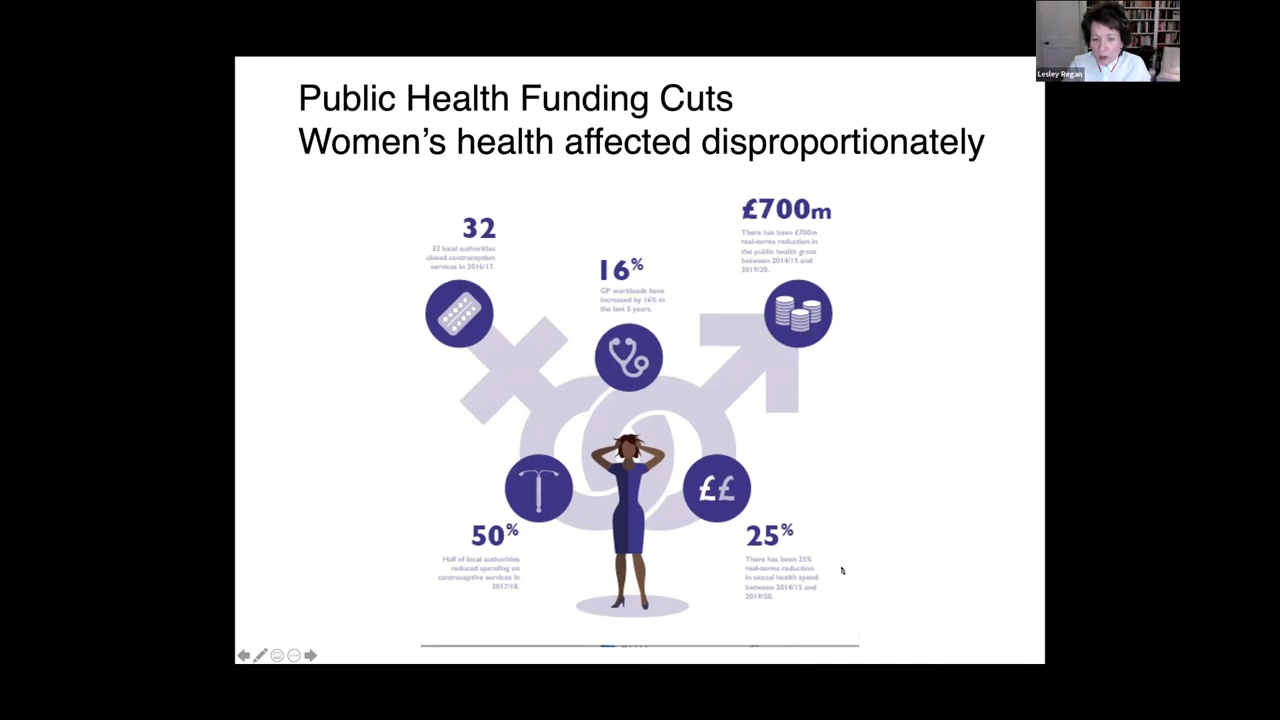 Public Health Funding Cuts
Women's health affected disproportionately
Lesley Regan
32
32 local authorities
closed contraception
services in 2016/17.
16%
GP workloads have
increased by 16% in
the last 5 years.
£700m
There has been £700m
real-terms reduction in
the public health grant
between 2014/15 and
2019/20.
££
50%
Half of local authorities
reduced spending on
contraceptive services in
2017/18.
25%
There has been 25%
real-terms reduction
in sexual health spend
between 2014/15 and
2019/20.